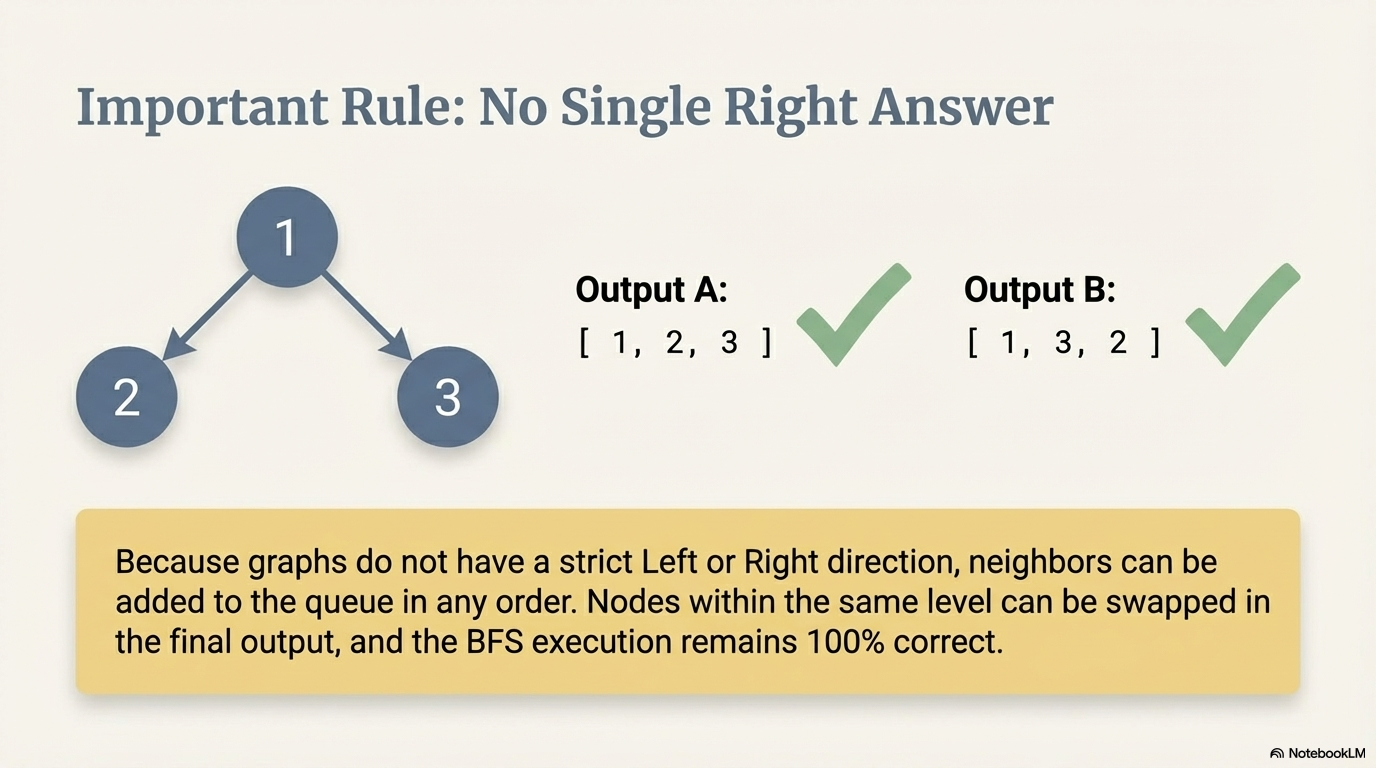 Important Rule: No Single Right Answer
1
2
3
Output A:
[ 1, 2, 3 ]
Output B:
[ 1, 3, 2 ]
Because graphs do not have a strict Left or Right direction, neighbors can be
added to the queue in any order. Nodes within the same level can be swapped in
the final output, and the BFS execution remains 100% correct.
NotebookLM